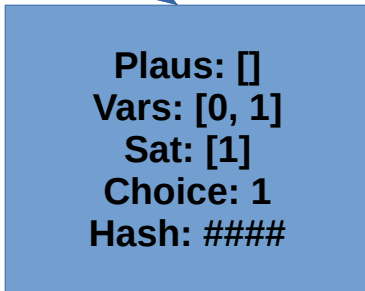 Plaus: []
Vars: [0, 1]
Sat: [1]
Choice: 1
Hash: ####